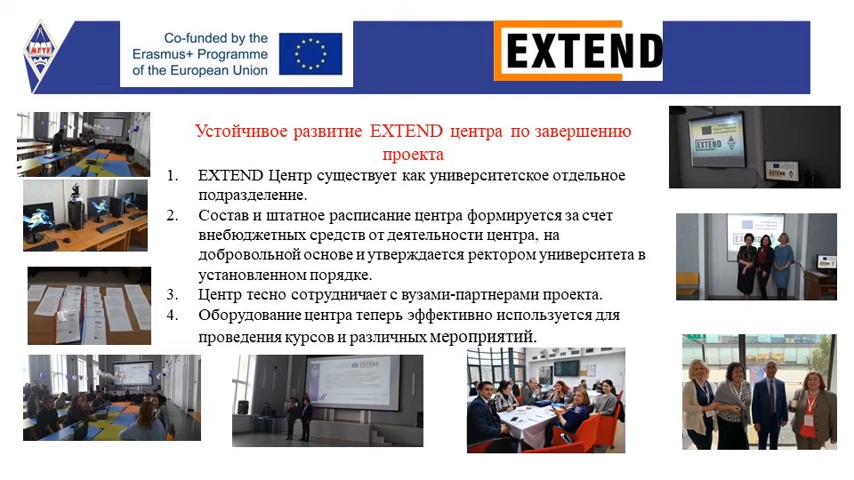 МГТУ
Co-funded by the
Erasmus+ Programme
of the European Union
EXTEND
Устойчивое развитие EXTEND центра по завершению
проекта
1. EXTEND Центр существует как университетское отдельное
подразделение.
2. Состав и штатное расписание центра формируется за счет
внебюджетных средств от деятельности центра, на
добровольной основе и утверждается ректором университета в
установленном порядке.
3. Центр тесно сотрудничает с вузами-партнерами проекта.
4. Оборудование центра теперь эффективно используется для
проведения курсов и различных мероприятий.
EXTEND
EXTEND